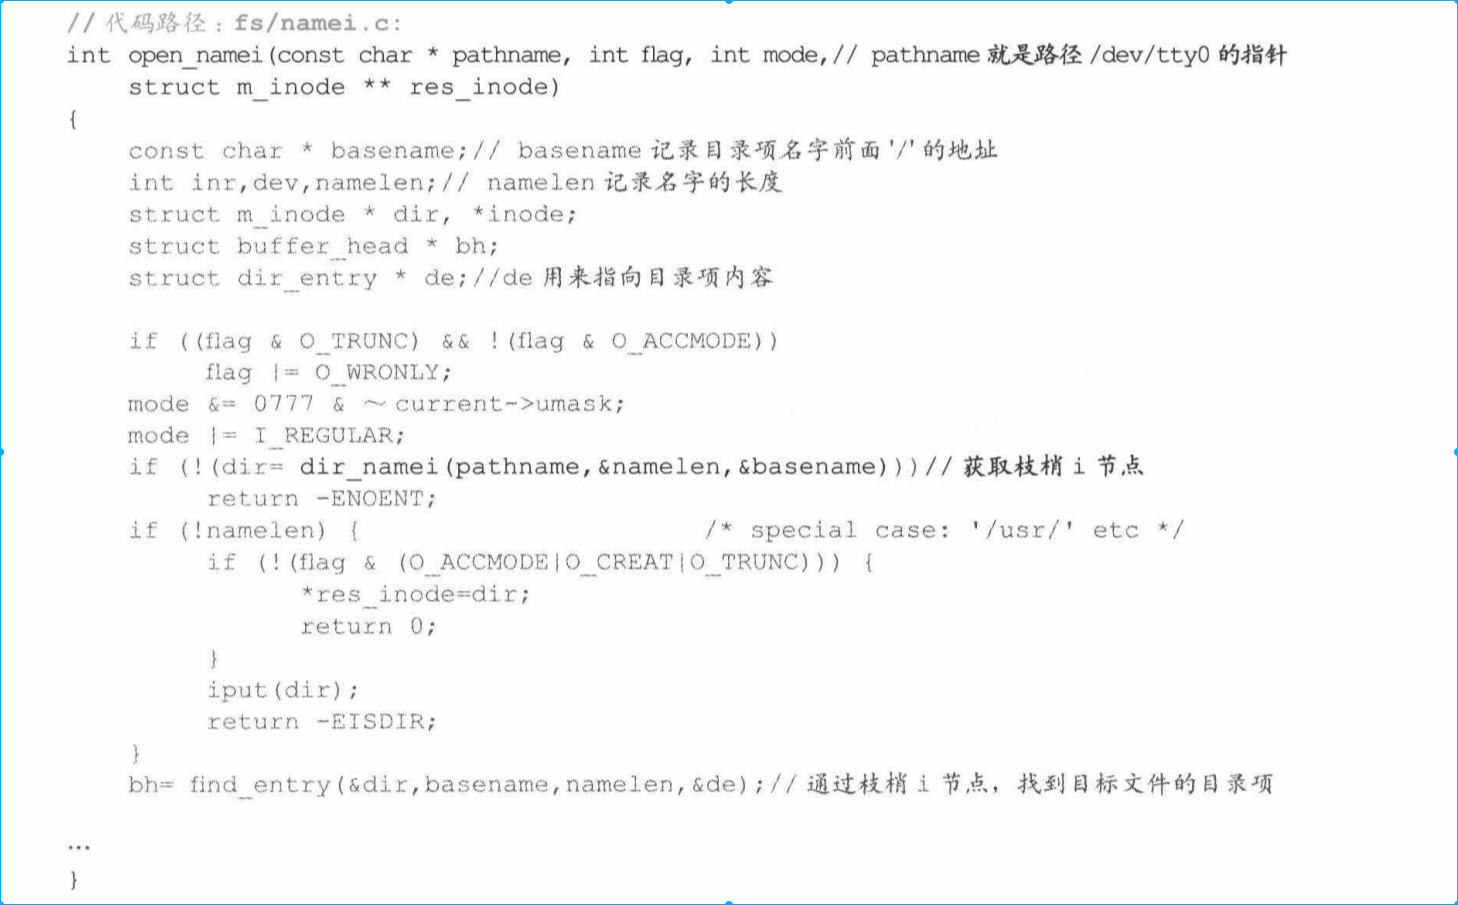 // 代码路径：fs/namei.c:
int open_namei(const char * pathname, int flag, int mode,// pathname 就是路径 /dev/tty0 的指针
struct m_inode ** res_inode)
{
const char * basename;// basename 记录目录项名字前面 '/' 的地址
int inr,dev,namelen;// namelen 记录名字的长度
struct m_inode * dir, *inode;
struct buffer_head * bh;
struct dir_entry * de;//de 用来指向目录项内容
if ((flag & O_TRUNC) && !(flag & O_ACCMODE))
flag |= O_WRONLY;
mode &= 0777 & ～current->umask;
mode |= I_REGULAR;
if (!(dir= dir_namei(pathname,&namelen,&basename)))// 获取枝梢 i 节点
return -ENOENT;
if (!namelen) { /* special case: '/usr/' etc */
if (!(flag & (O_ACCMODE|O_CREAT|O_TRUNC))) {
*res_inode=dir;
return 0;
}
iput(dir);
return -EISDIR;
}
bh= find_entry(&dir,basename,namelen,&de);// 通过枝梢 i 节点，找到目标文件的目录项
…
}